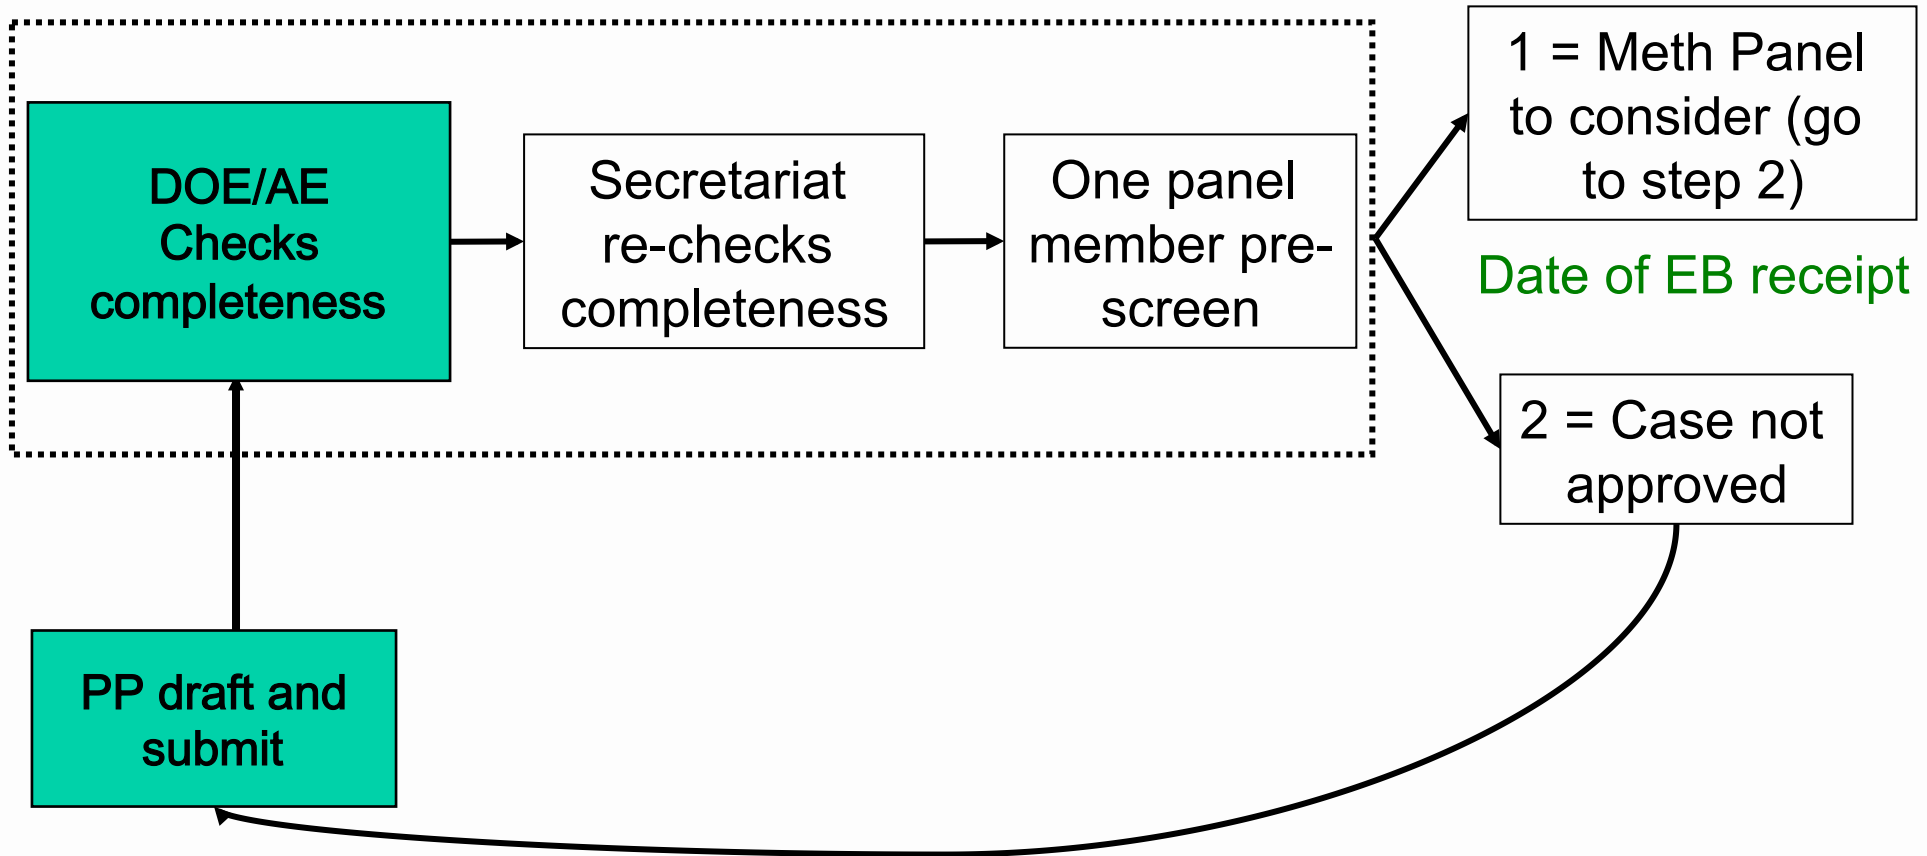 DOE/AE
Checks
completeness
Secretariat
re-checks
completeness
One panel
member pre-
screen
1 = Meth Panel
to consider (go
to step 2)
Date of EB receipt
2 = Case not
approved
PP draft and
submit